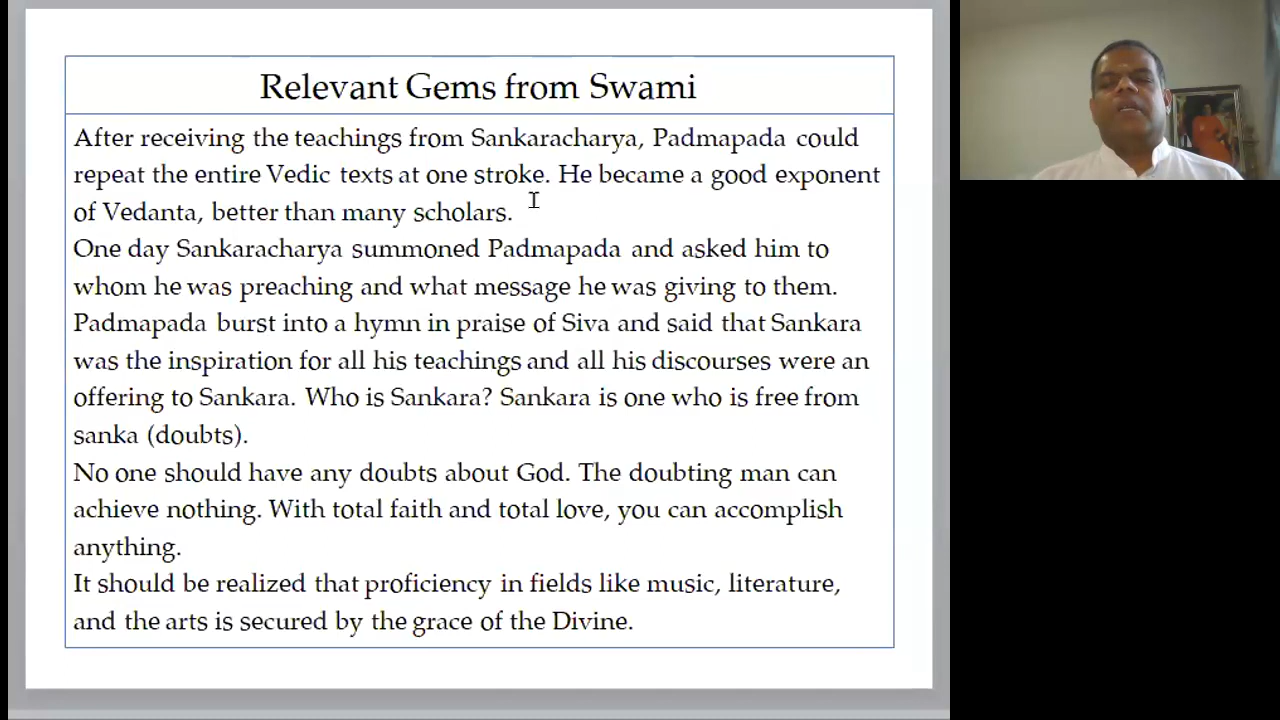 Relevant Gems from Swami
After receiving the teachings from Sankaracharya, Padmapada could
repeat the entire Vedic texts at one stroke. He became a good exponent
of Vedanta, better than many scholars.
One day Sankaracharya summoned Padmapada and asked him to
whom he was preaching and what message he was giving to them.
Padmapada burst into a hymn in praise of Siva and said that Sankara
was the inspiration for all his teachings and all his discourses were an
offering to Sankara. Who is Sankara? Sankara is one who is free from
sanka (doubts).
No one should have any doubts about God. The doubting man can
achieve nothing. With total faith and total love, you can accomplish
anything.
It should be realized that proficiency in fields like music, literature,
and the arts is secured by the grace of the Divine.